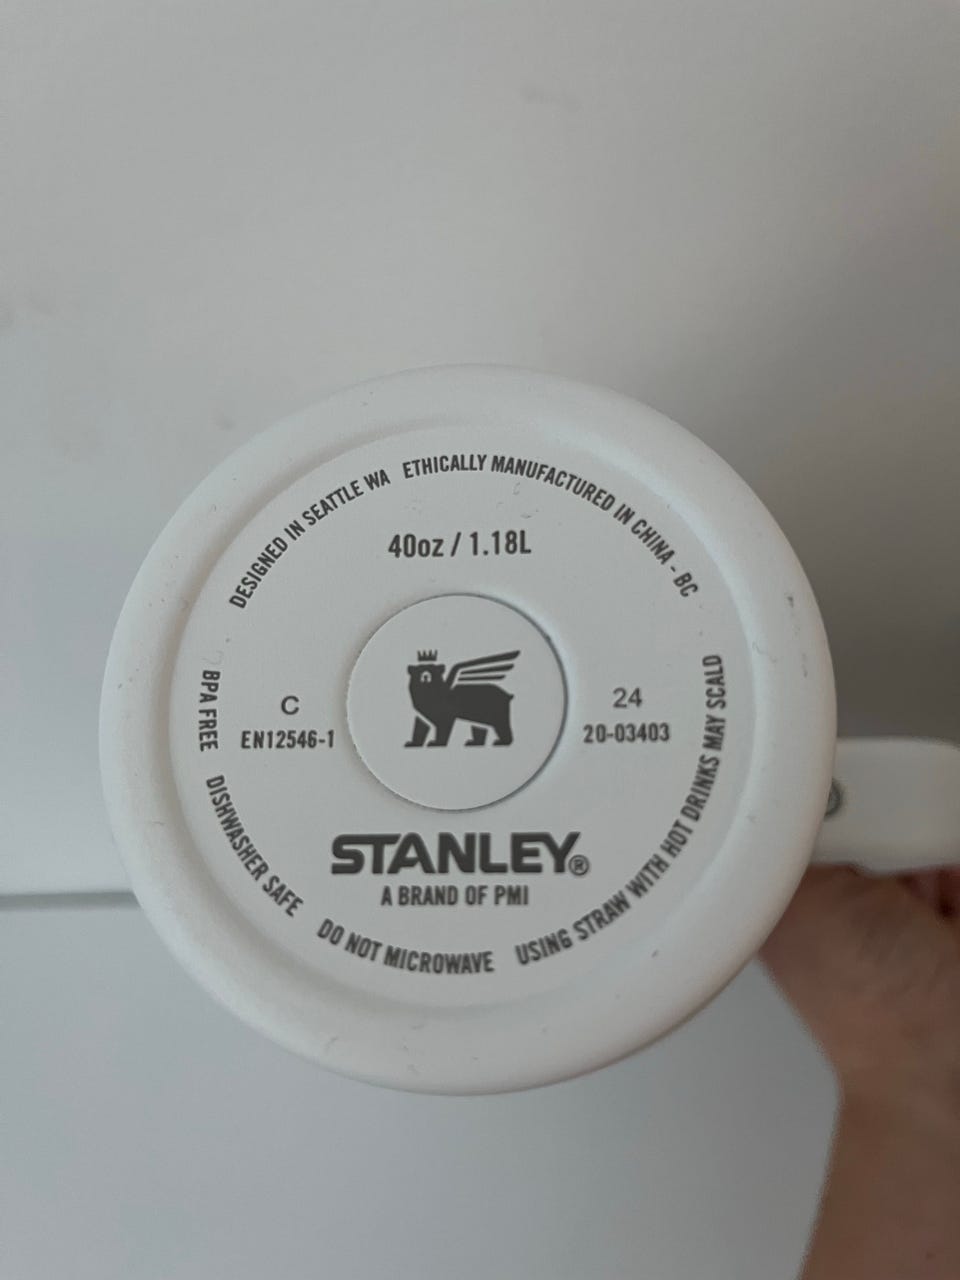 DESIGNED IN SEATTLE WA ETHICALLY MANUFACTURED IN CHINA - BC
40oz / 1.18L
C
EN12546-1
24
20-03403
STANLEY®
A BRAND OF PMI
BPA FREE DISHWASHER SAFE DO NOT MICROWAVE USING STRAW WITH HOT DRINKS MAY SCALD